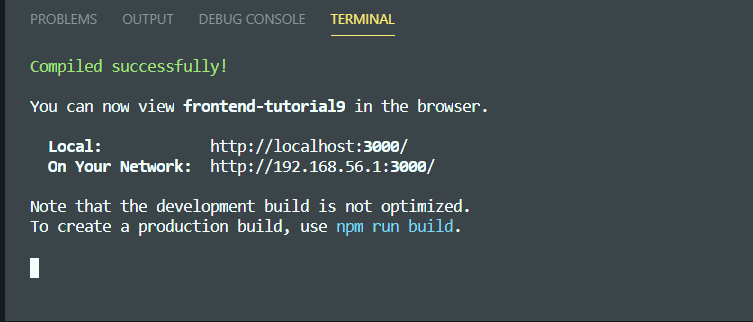 PROBLEMS OUTPUT DEBUG CONSOLE TERMINAL
Compiled successfully!
You can now view frontend-tutorial9 in the browser.
Local: http://localhost:3000/
On Your Network: http://192.168.56.1:3000/
Note that the development build is not optimized.
To create a production build, use npm run build.